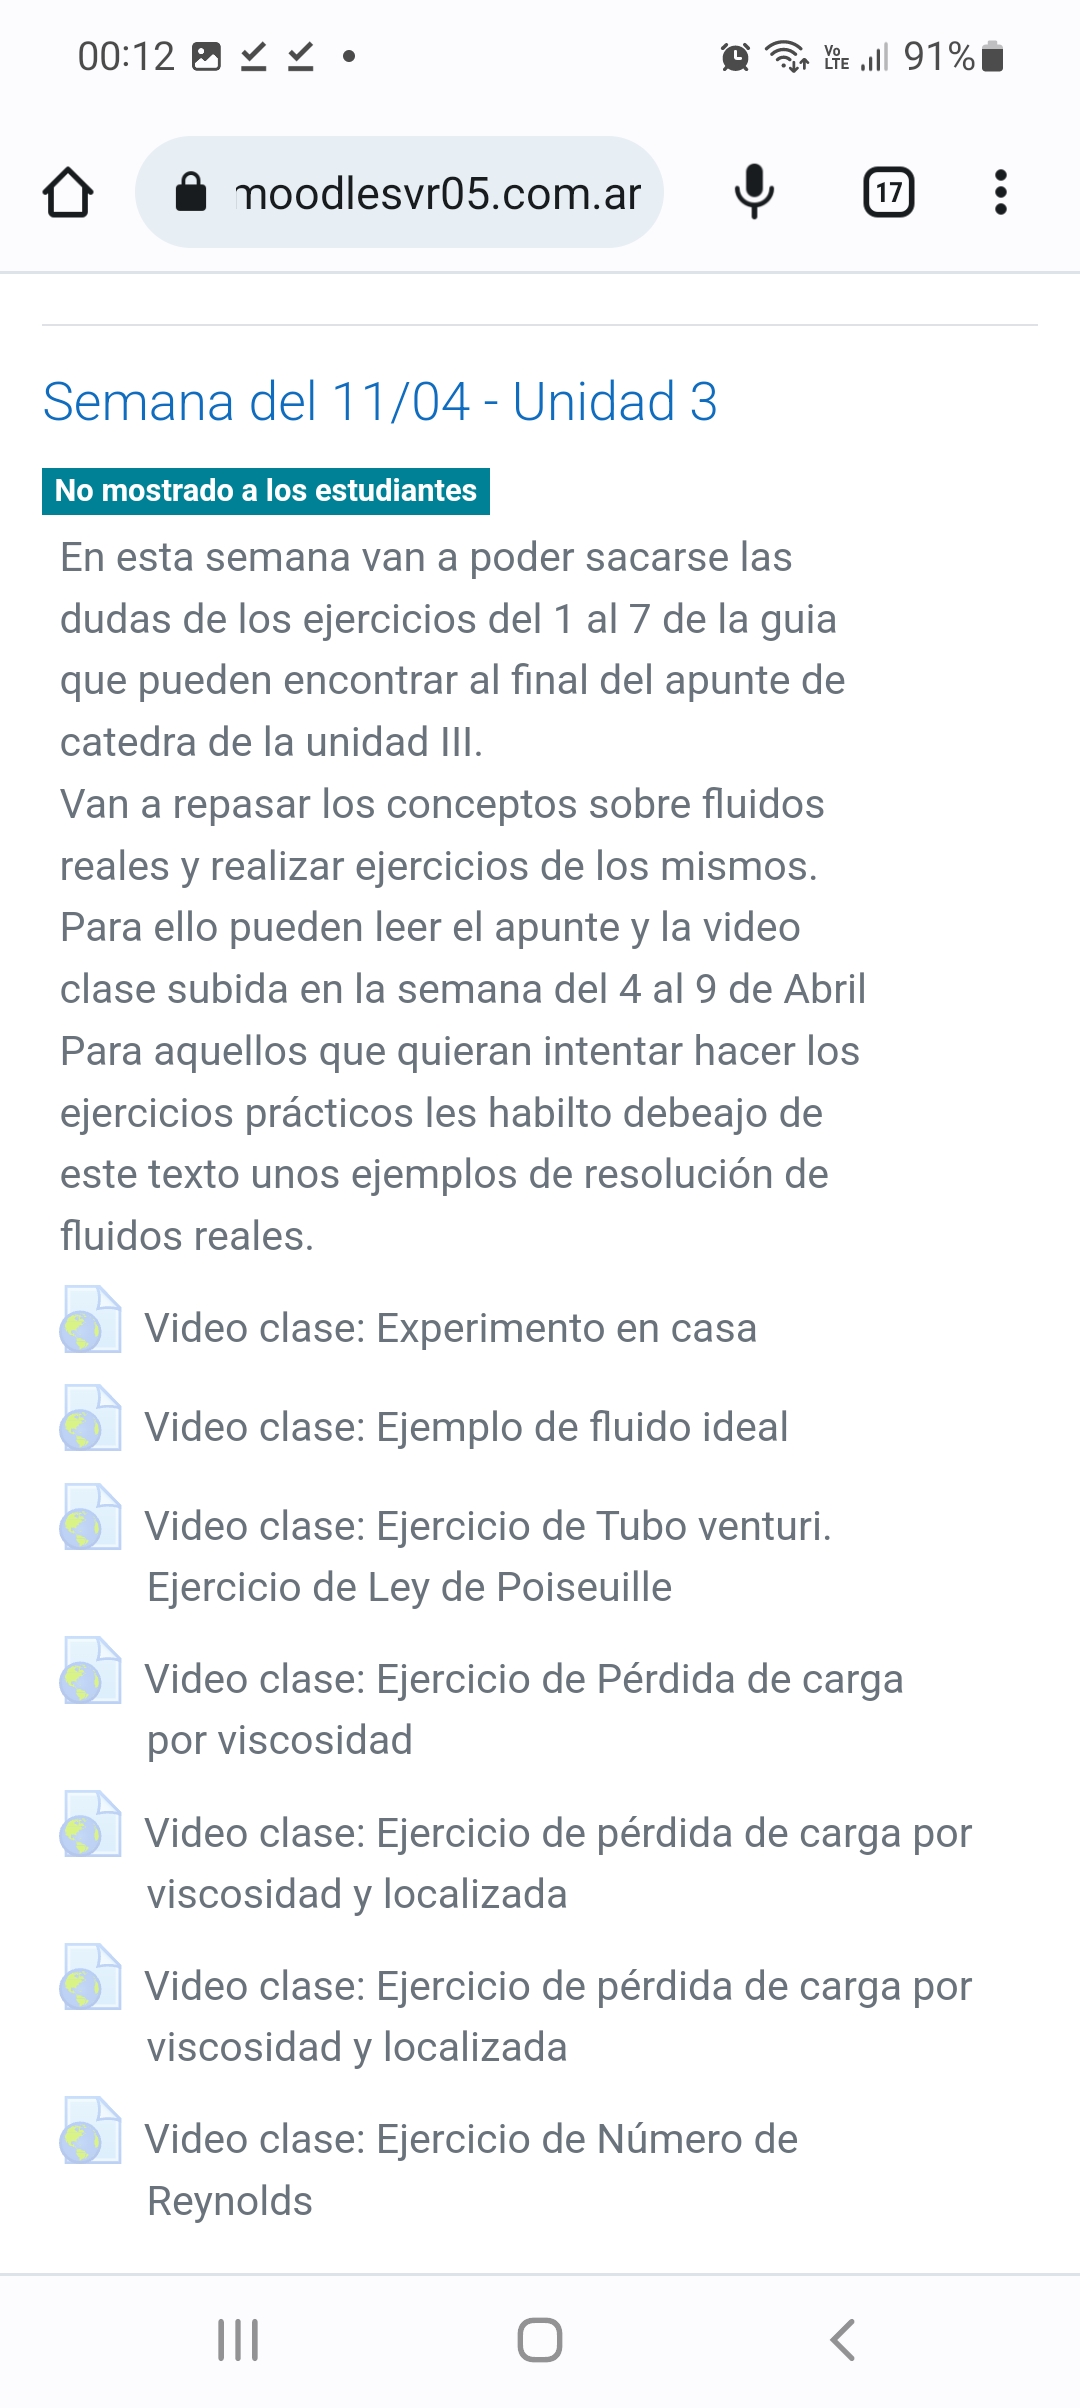 00:12
Vo LTE 91%
moodlesvr05.com.ar
17
Semana del 11/04 - Unidad 3
No mostrado a los estudiantes
En esta semana van a poder sacarse las
dudas de los ejercicios del 1 al 7 de la guia
que pueden encontrar al final del apunte de
catedra de la unidad III.
Van a repasar los conceptos sobre fluidos
reales y realizar ejercicios de los mismos.
Para ello pueden leer el apunte y la video
clase subida en la semana del 4 al 9 de Abril
Para aquellos que quieran intentar hacer los
ejercicios prácticos les habilto debeajo de
este texto unos ejemplos de resolución de
fluidos reales.
Video clase: Experimento en casa
Video clase: Ejemplo de fluido ideal
Video clase: Ejercicio de Tubo venturi.
Ejercicio de Ley de Poiseuille
Video clase: Ejercicio de Pérdida de carga
por viscosidad
Video clase: Ejercicio de pérdida de carga por
viscosidad y localizada
Video clase: Ejercicio de pérdida de carga por
viscosidad y localizada
Video clase: Ejercicio de Número de
Reynolds